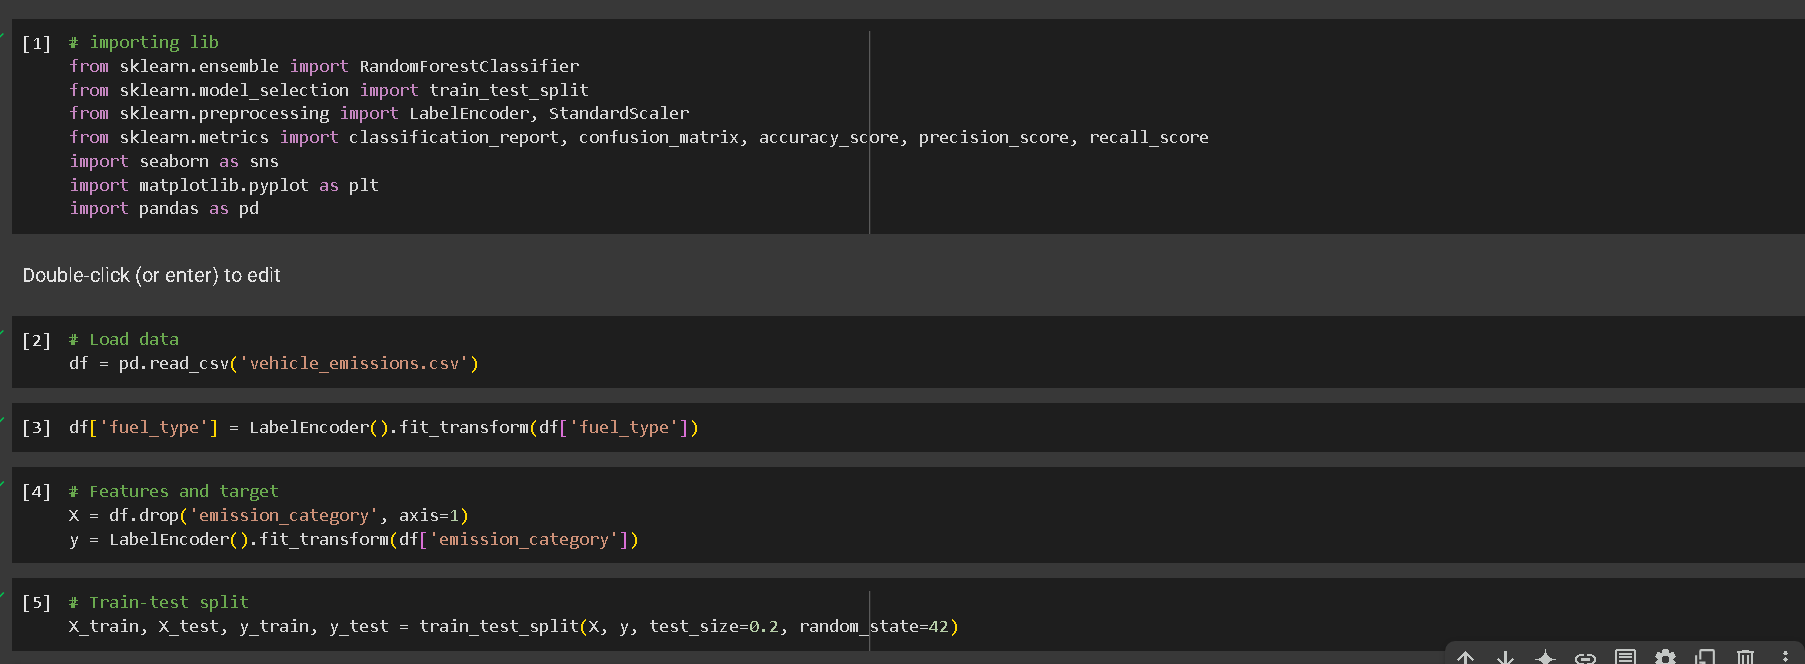 [1] # importing lib
from sklearn.ensemble import RandomForestClassifier
from sklearn.model_selection import train_test_split
from sklearn.preprocessing import LabelEncoder, StandardScaler
from sklearn.metrics import classification_report, confusion_matrix, accuracy_score, precision_score, recall_score
import seaborn as sns
import matplotlib.pyplot as plt
import pandas as pd
Double-click (or enter) to edit
[2] # Load data
df = pd.read_csv('vehicle_emissions.csv')
[3] df['fuel_type'] = LabelEncoder().fit_transform(df['fuel_type'])
[4] # Features and target
X = df.drop('emission_category', axis=1)
y = LabelEncoder().fit_transform(df['emission_category'])
[5] # Train-test split
X_train, X_test, y_train, y_test = train_test_split(X, y, test_size=0.2, random_state=42)